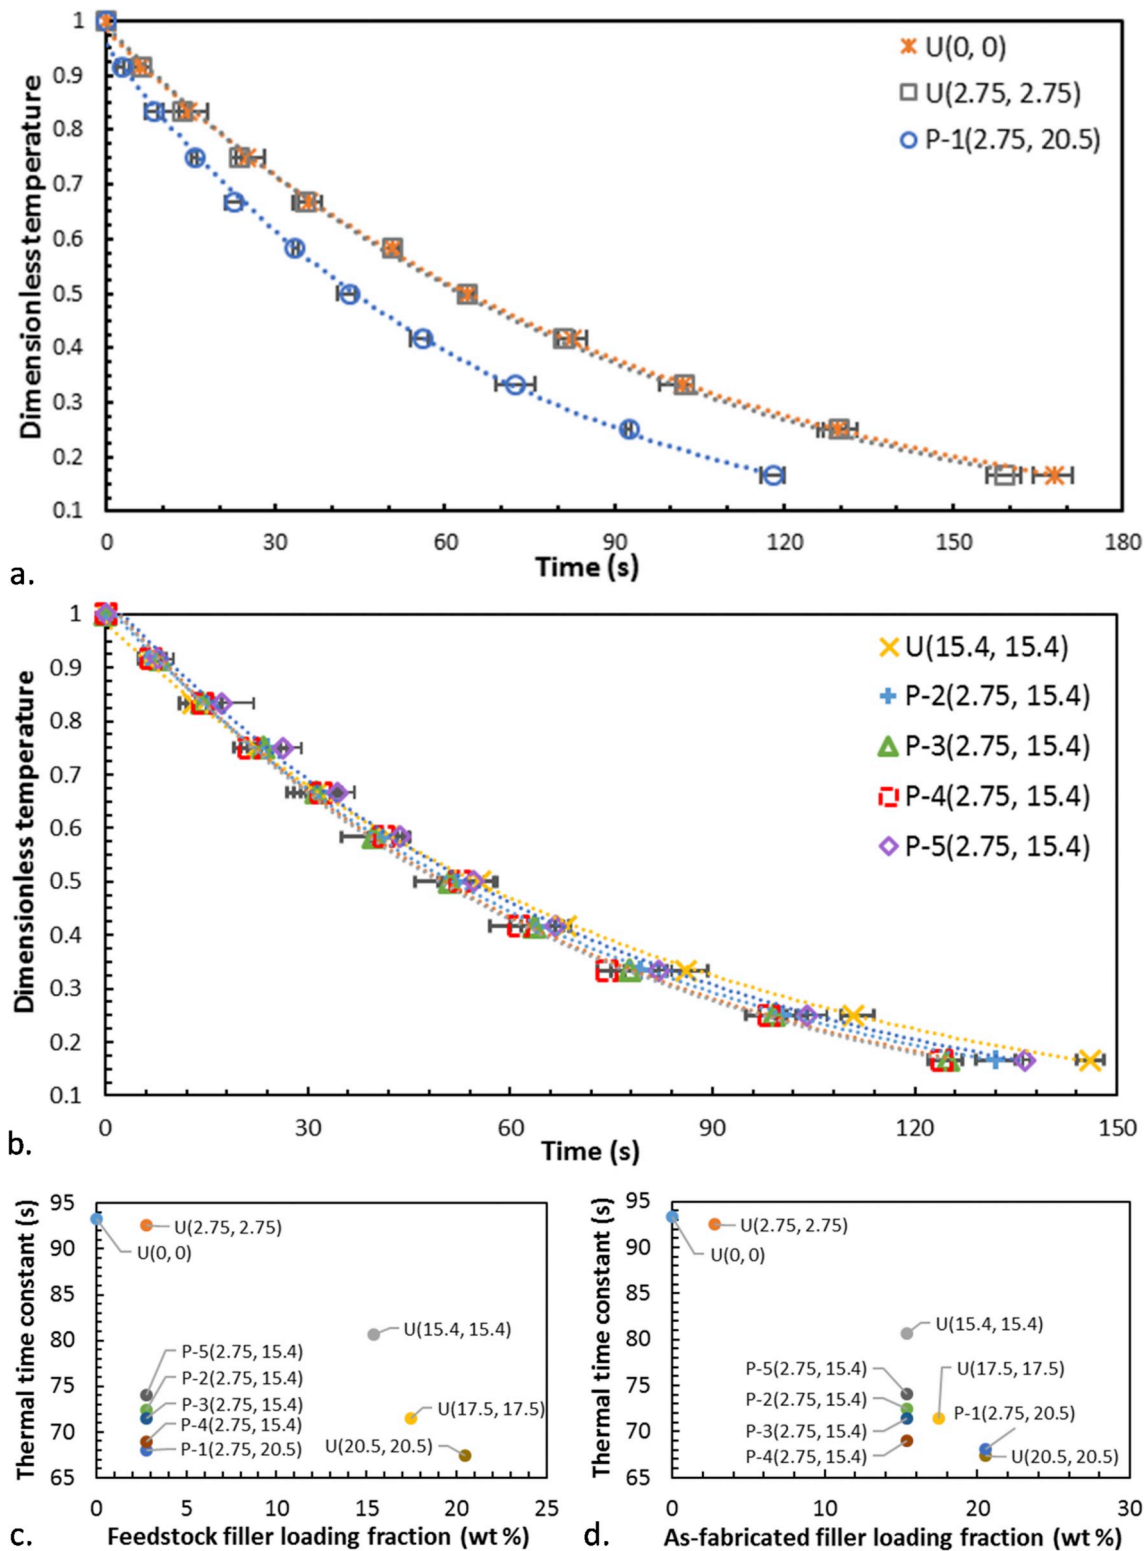 1
0.9
0.8
0.7
0.6
0.5
0.4
0.3
0.2
0.1
Dimensionless temperature
U(0, 0)
U(2.75, 2.75)
P-1(2.75, 20.5)
0 30 60 90 120 150 180
Time (s)
a.
1
0.9
0.8
0.7
0.6
0.5
0.4
0.3
0.2
0.1
Dimensionless temperature
U(15.4, 15.4)
P-2(2.75, 15.4)
P-3(2.75, 15.4)
P-4(2.75, 15.4)
P-5(2.75, 15.4)
0 30 60 90 120 150
Time (s)
b.
95
90
85
80
75
70
65
Thermal time constant (s)
U(2.75, 2.75)
U(0, 0)
U(15.4, 15.4)
P-5(2.75, 15.4)
P-2(2.75, 15.4)
P-3(2.75, 15.4)
P-4(2.75, 15.4)
P-1(2.75, 20.5)
U(17.5, 17.5)
U(20.5, 20.5)
0 5 10 15 20 25
Feedstock filler loading fraction (wt %)
c.
95
90
85
80
75
70
65
Thermal time constant (s)
U(2.75, 2.75)
U(0, 0)
U(15.4, 15.4)
P-5(2.75, 15.4)
U(17.5, 17.5)
P-2(2.75, 15.4)
P-1(2.75, 20.5)
P-3(2.75, 15.4)
P-4(2.75, 15.4)
U(20.5, 20.5)
0 10 20 30
As-fabricated filler loading fraction (wt %)
d.